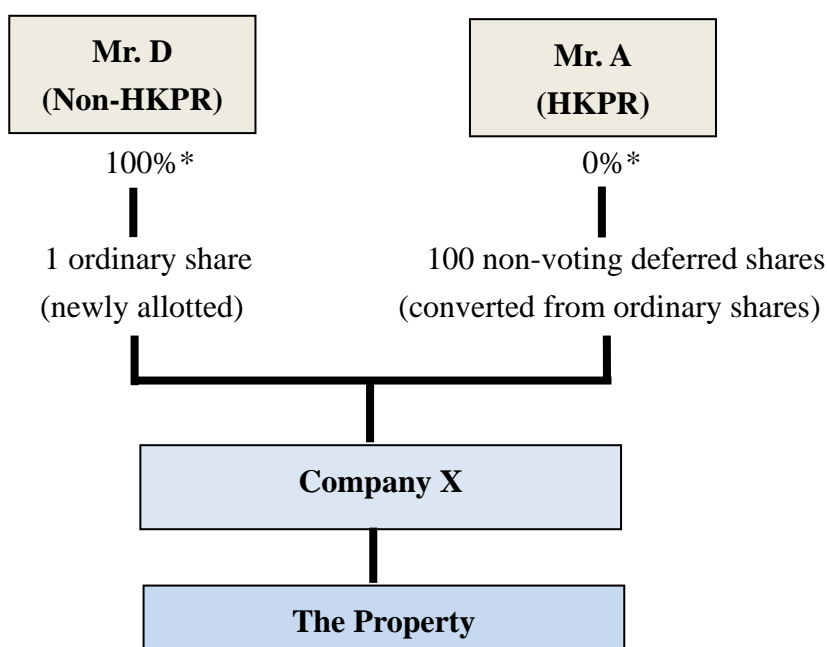 Mr. D
(Non-HKPR)
Mr. A
(HKPR)
100%*
0%*
1 ordinary share
(newly allotted)
100 non-voting deferred shares
(converted from ordinary shares)
Company X
The Property